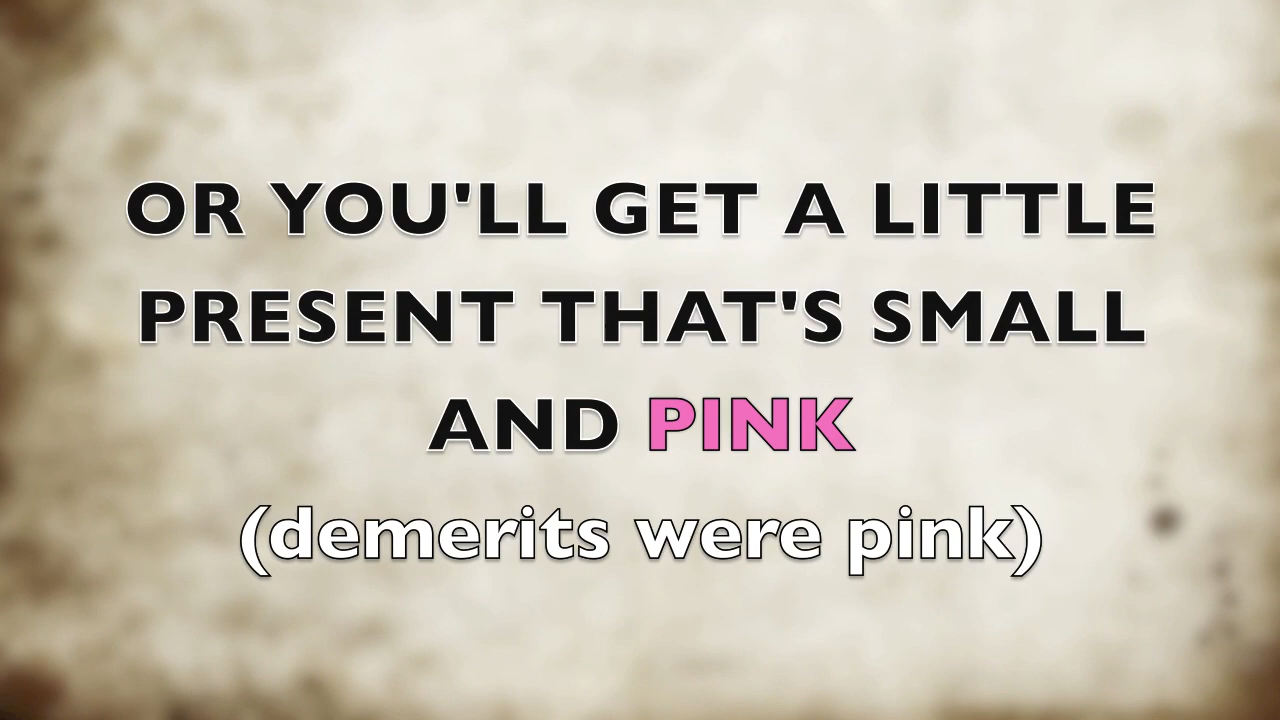 OR YOU'LL GET A LITTLE
PRESENT THAT'S SMALL
AND PINK
(demerits were pink)